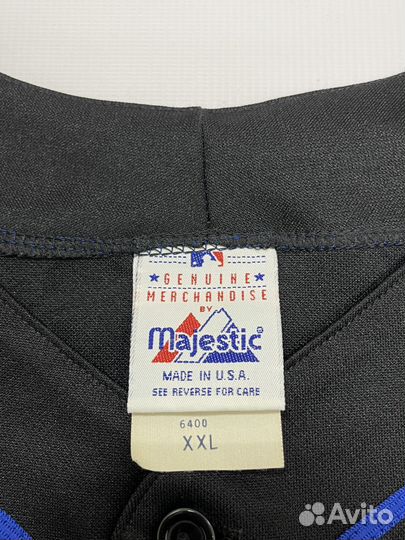 ★ GENUINE ★
MERCHANDISE
BY
Majestic®
MADE IN U.S.A.
SEE REVERSE FOR CARE
6400
XXL
Avito